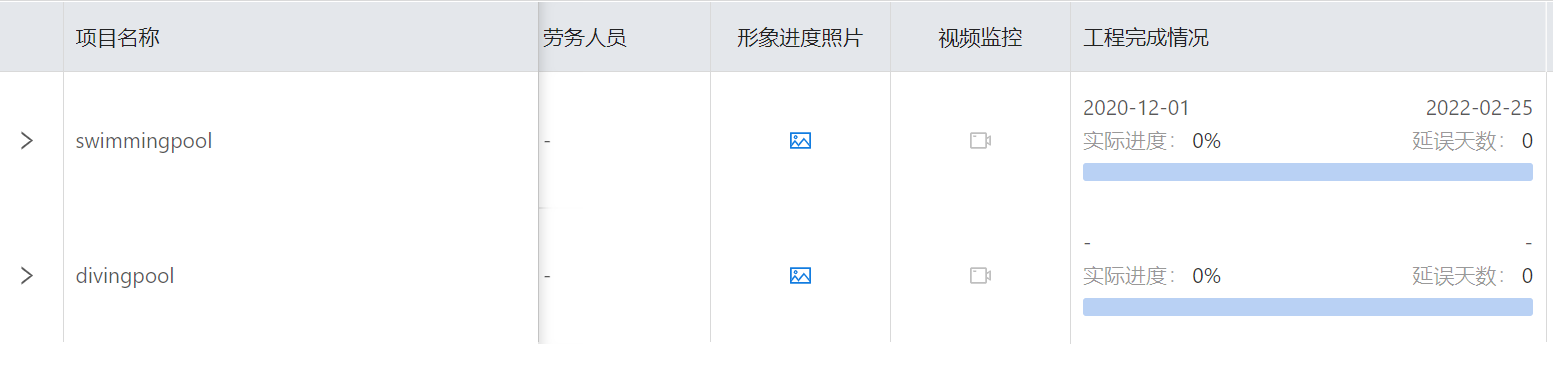 项目名称 劳务人员 形象进度照片 视频监控 工程完成情况
2020-12-01 2022-02-25
swimmingpool - 实际进度： 0% 延误天数： 0
- -
divingpool - 实际进度： 0% 延误天数： 0